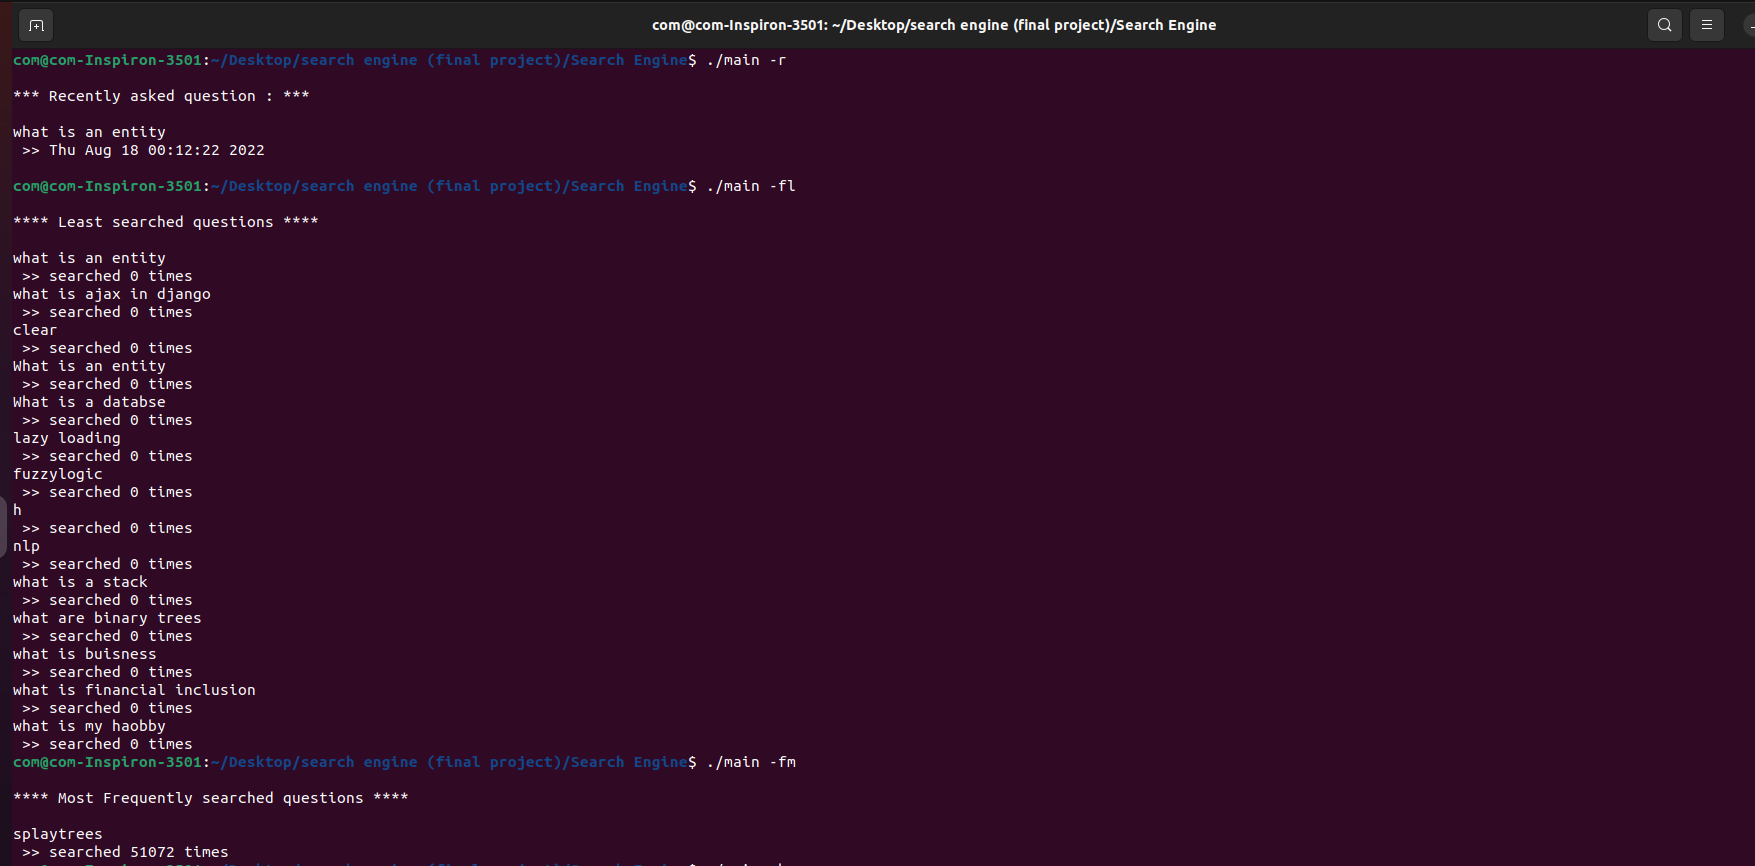 com@com-Inspiron-3501: ~/Desktop/search engine (final project)/Search Engine
com@com-Inspiron-3501:~/Desktop/search engine (final project)/Search Engine$ ./main -r
*** Recently asked question : ***
what is an entity
>> Thu Aug 18 00:12:22 2022
com@com-Inspiron-3501:~/Desktop/search engine (final project)/Search Engine$ ./main -fl
**** Least searched questions ****
what is an entity
>> searched 0 times
what is ajax in django
>> searched 0 times
clear
>> searched 0 times
What is an entity
>> searched 0 times
What is a databse
>> searched 0 times
lazy loading
>> searched 0 times
fuzzylogic
>> searched 0 times
h
>> searched 0 times
nlp
>> searched 0 times
what is a stack
>> searched 0 times
what are binary trees
>> searched 0 times
what is buisness
>> searched 0 times
what is financial inclusion
>> searched 0 times
what is my haobby
>> searched 0 times
com@com-Inspiron-3501:~/Desktop/search engine (final project)/Search Engine$ ./main -fm
**** Most Frequently searched questions ****
splaytrees
>> searched 51072 times